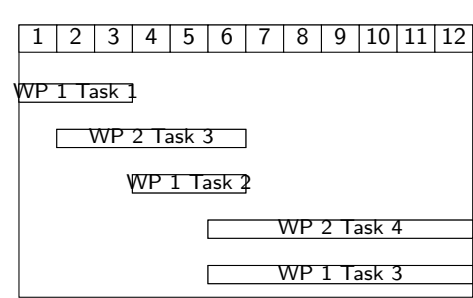 1 2 3 4 5 6 7 8 9 10 11 12
WP 1 Task 1
WP 2 Task 3
WP 1 Task 2
WP 2 Task 4
WP 1 Task 3